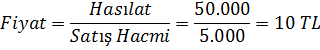 Fiyat = Hasılat / Satış Hacmi = 50.000 / 5.000 = 10 TL